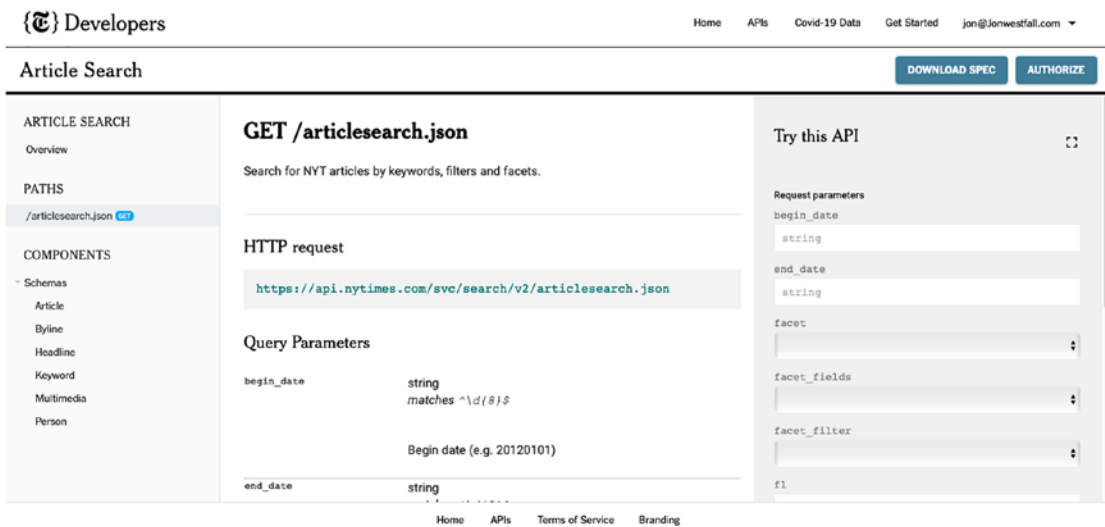 {T} Developers
Home APIs Covid-19 Data Get Started jon@Jonwestfall.com
Article Search
DOWNLOAD SPEC AUTHORIZE
ARTICLE SEARCH
Overview
PATHS
/articlesearch.json GET
COMPONENTS
Schemas
Article
Byline
Headline
Keyword
Multimedia
Person
GET /articlesearch.json
Search for NYT articles by keywords, filters and facets.
HTTP request
https://api.nytimes.com/svc/search/v2/articlesearch.json
Query Parameters
begin_date string
matches ^\d{8}$
Begin date (e.g. 20120101)
end_date string
Try this API
Request parameters
begin_date
string
end_date
string
facet
facet_fields
facet_filter
fl
Home APIs Terms of Service Branding